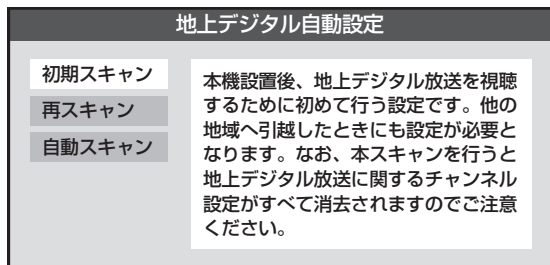 地上デジタル自動設定
初期スキャン
再スキャン
自動スキャン
本機設置後、地上デジタル放送を視聴
するために初めて行う設定です。他の
地域へ引越したときにも設定が必要と
なります。なお、本スキャンを行うと
地上デジタル放送に関するチャンネル
設定がすべて消去されますのでご注意
ください。